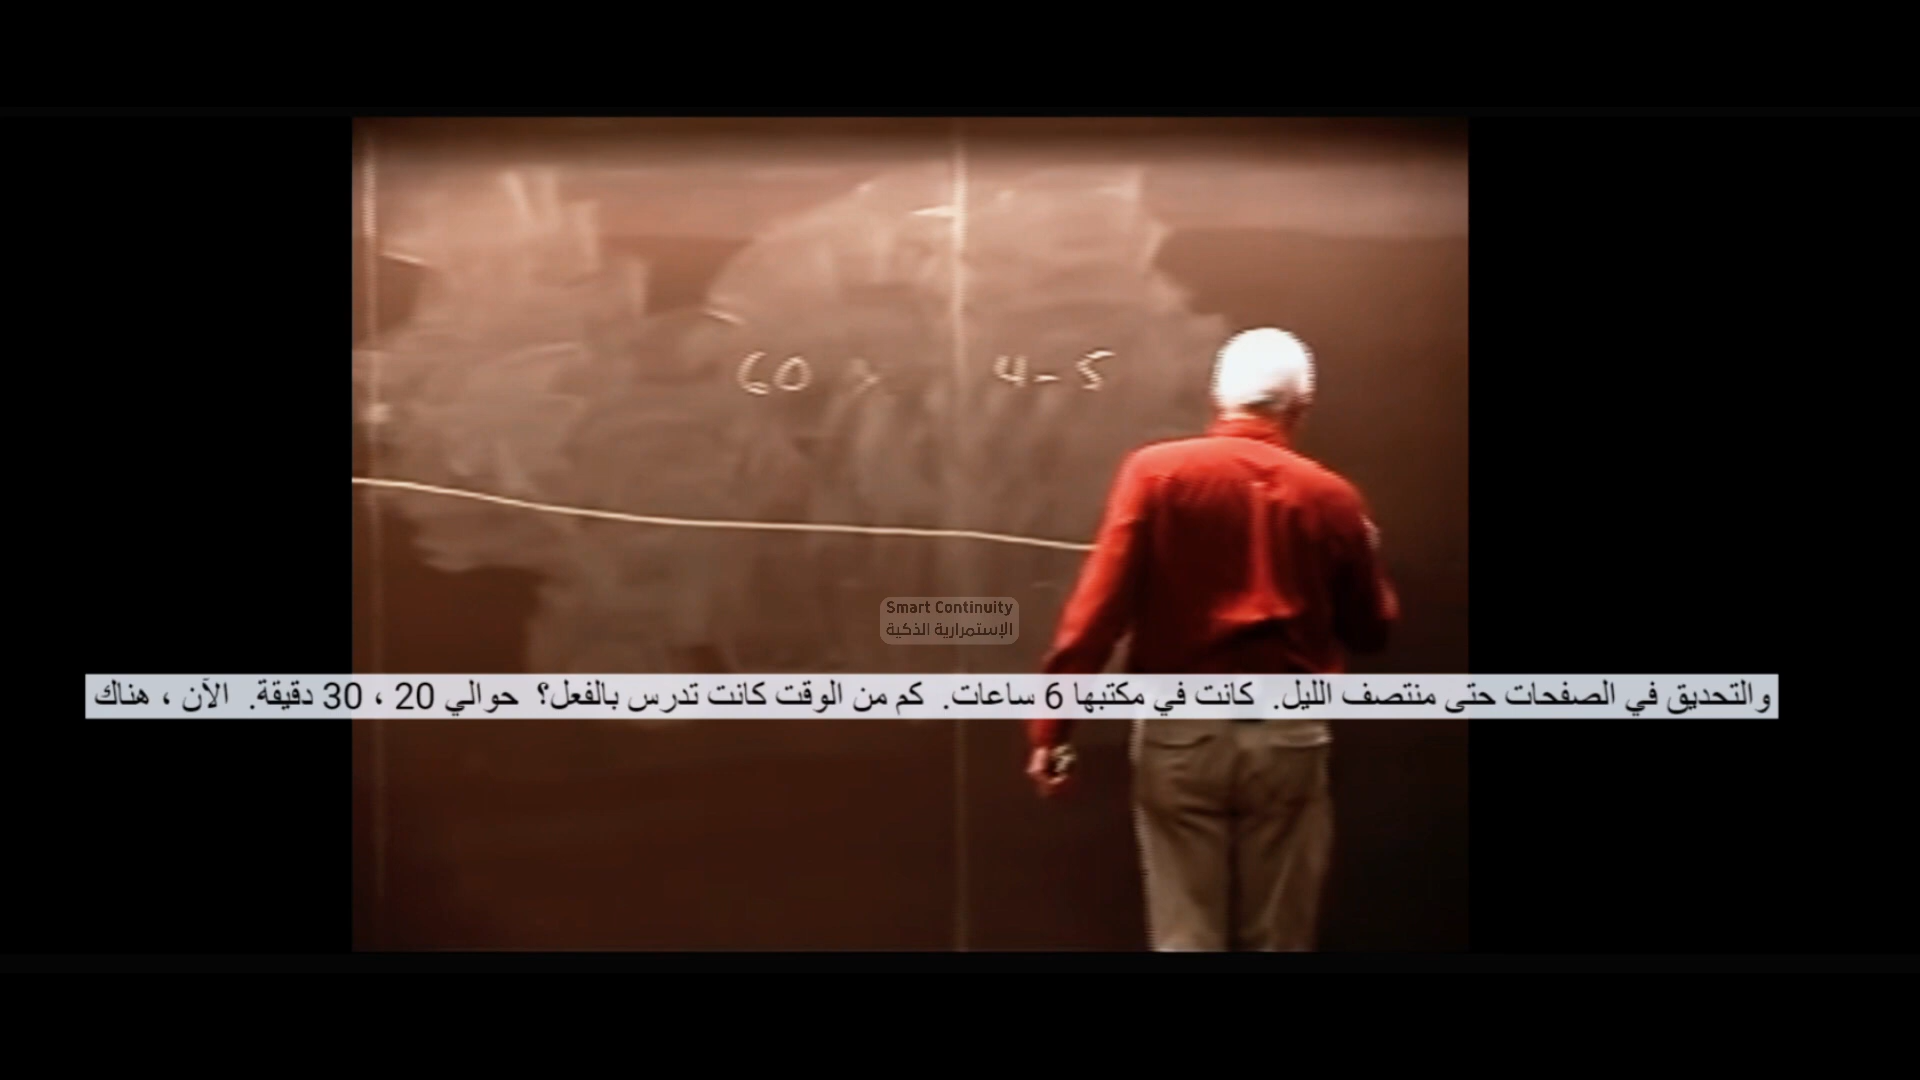 60 x 4-5
Smart Continuity
الإستمرارية الذكية
والتحديق في الصفحات حتى منتصف الليل. كانت في مكتبها 6 ساعات. كم من الوقت كانت تدرس بالفعل؟ حوالي 20 ، 30 دقيقة. الآن ، هناك